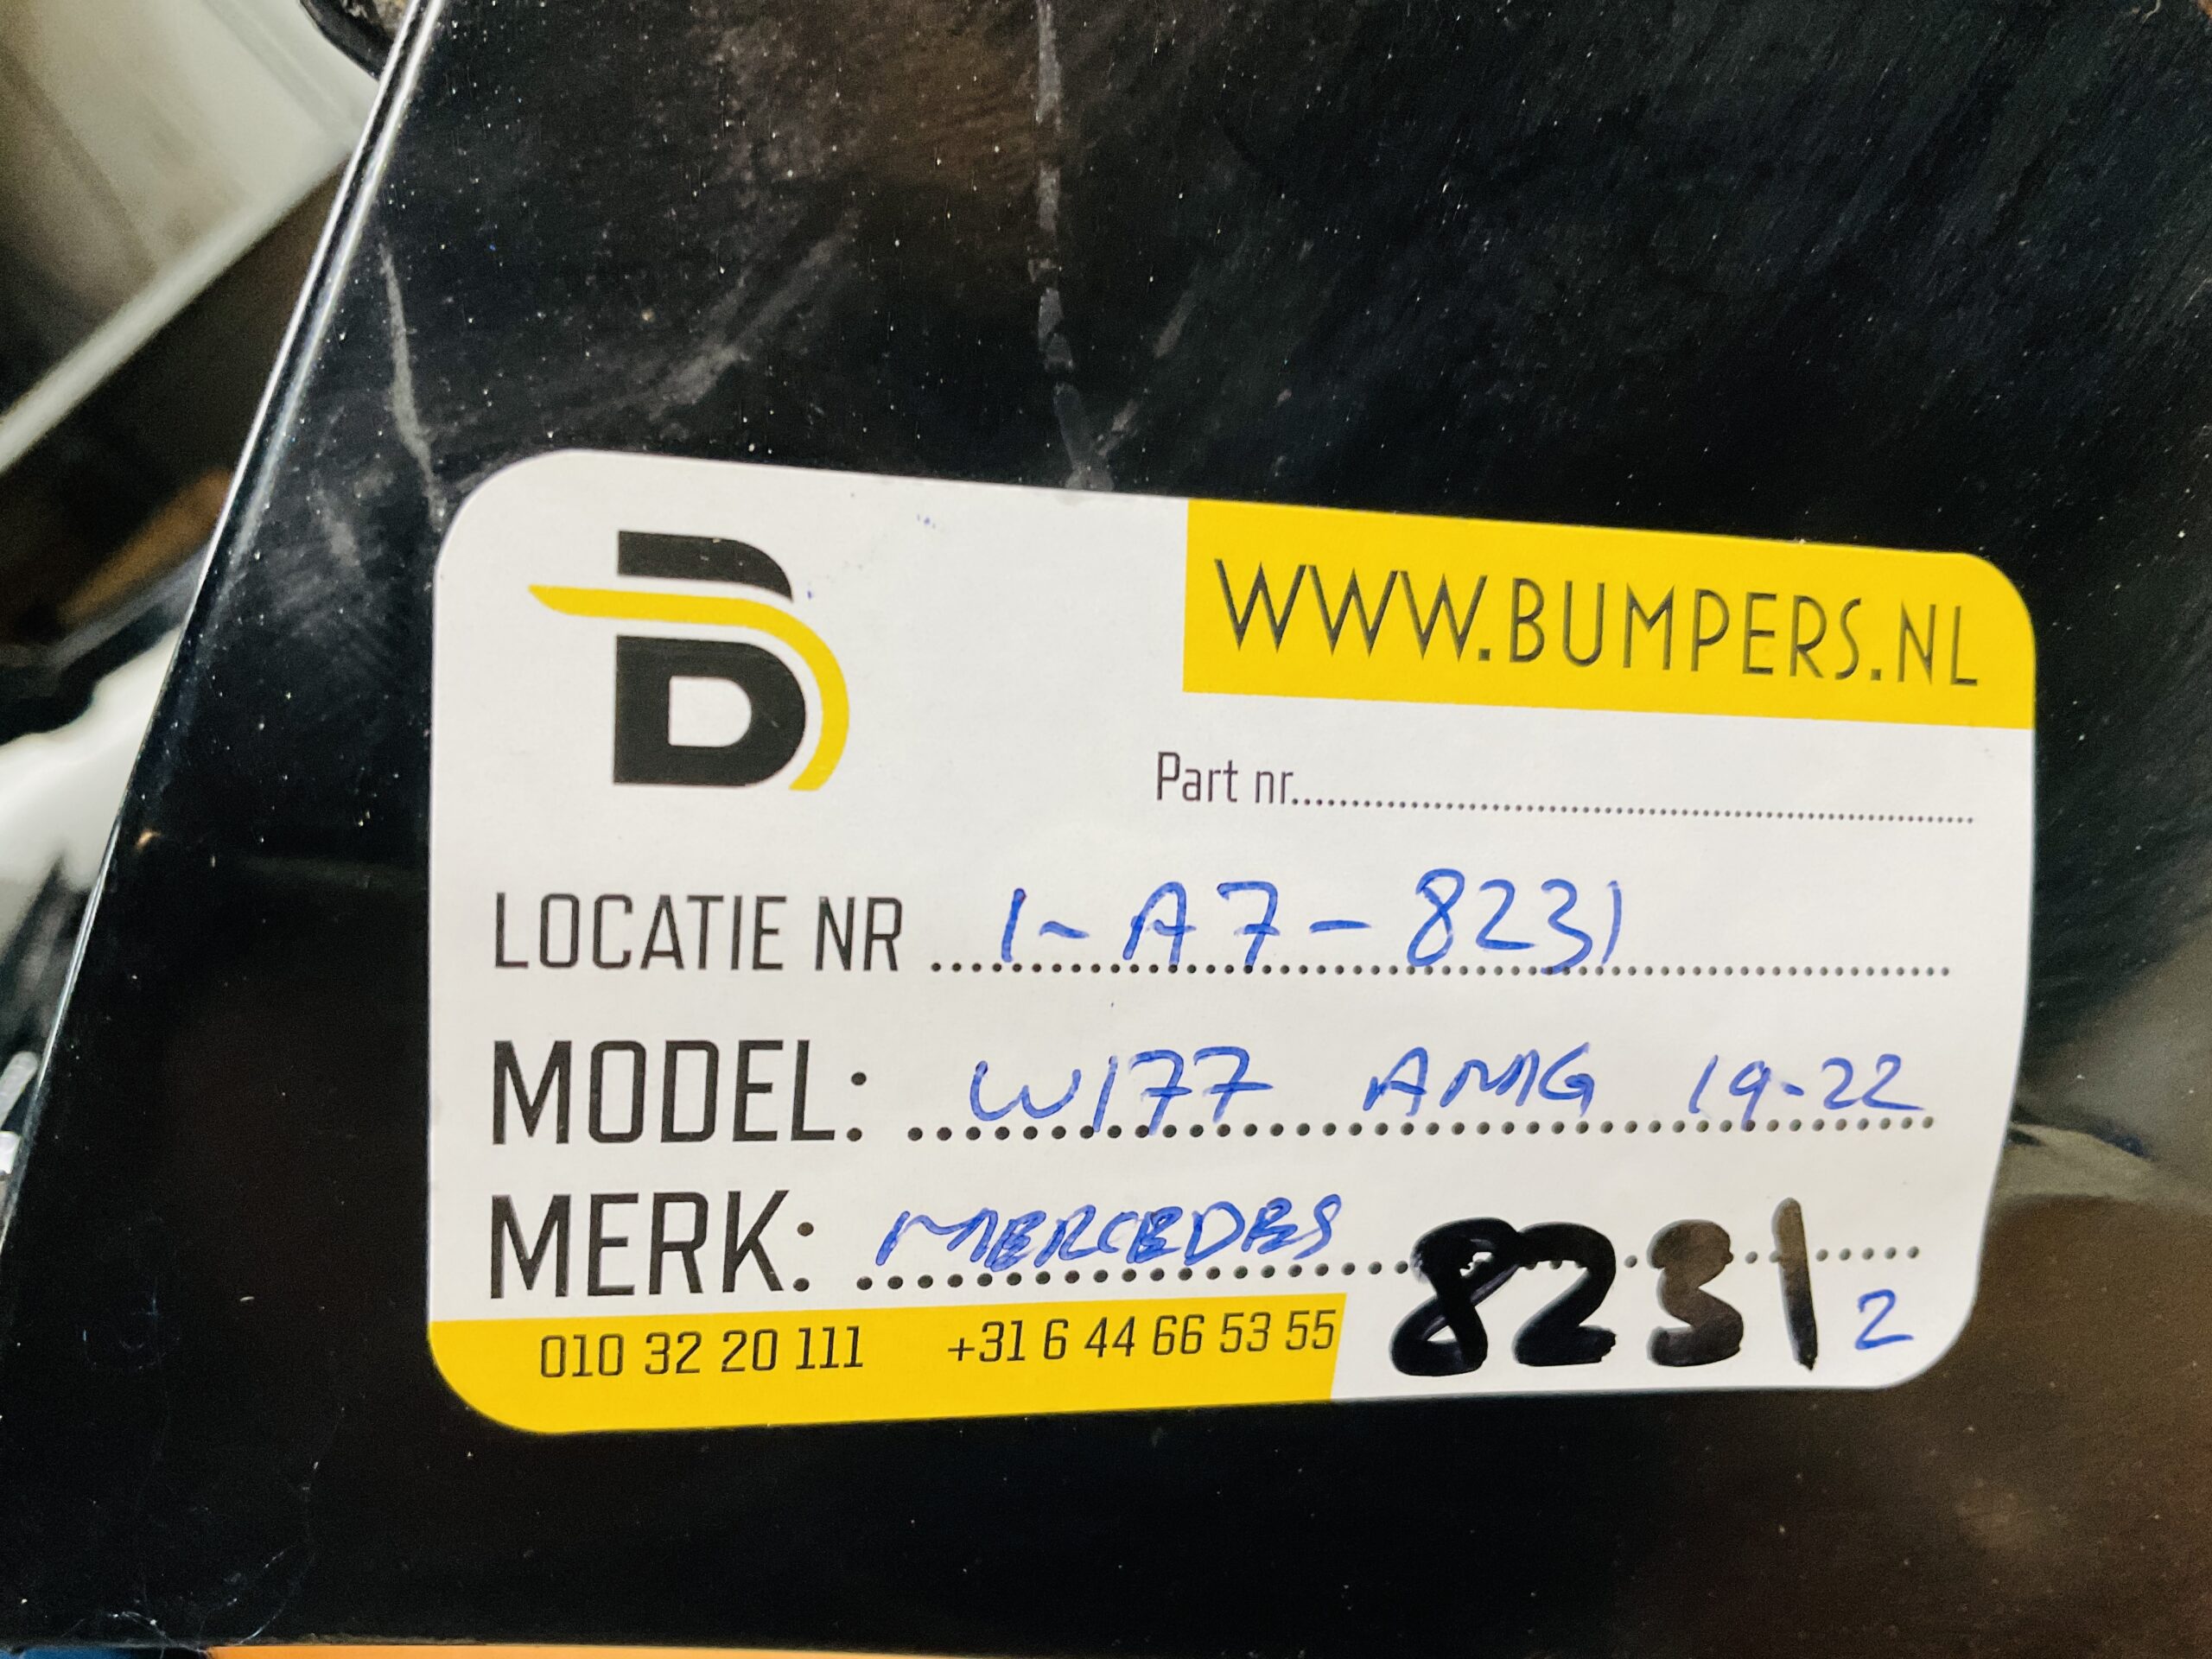 WWW.BUMPERS.NL
Part nr.
LOCATIE NR 1-A7-8231
MODEL: W177 AMG 19-22
MERK: MERCEDES
8231 2
010 32 20 111 +31 6 44 66 53 55